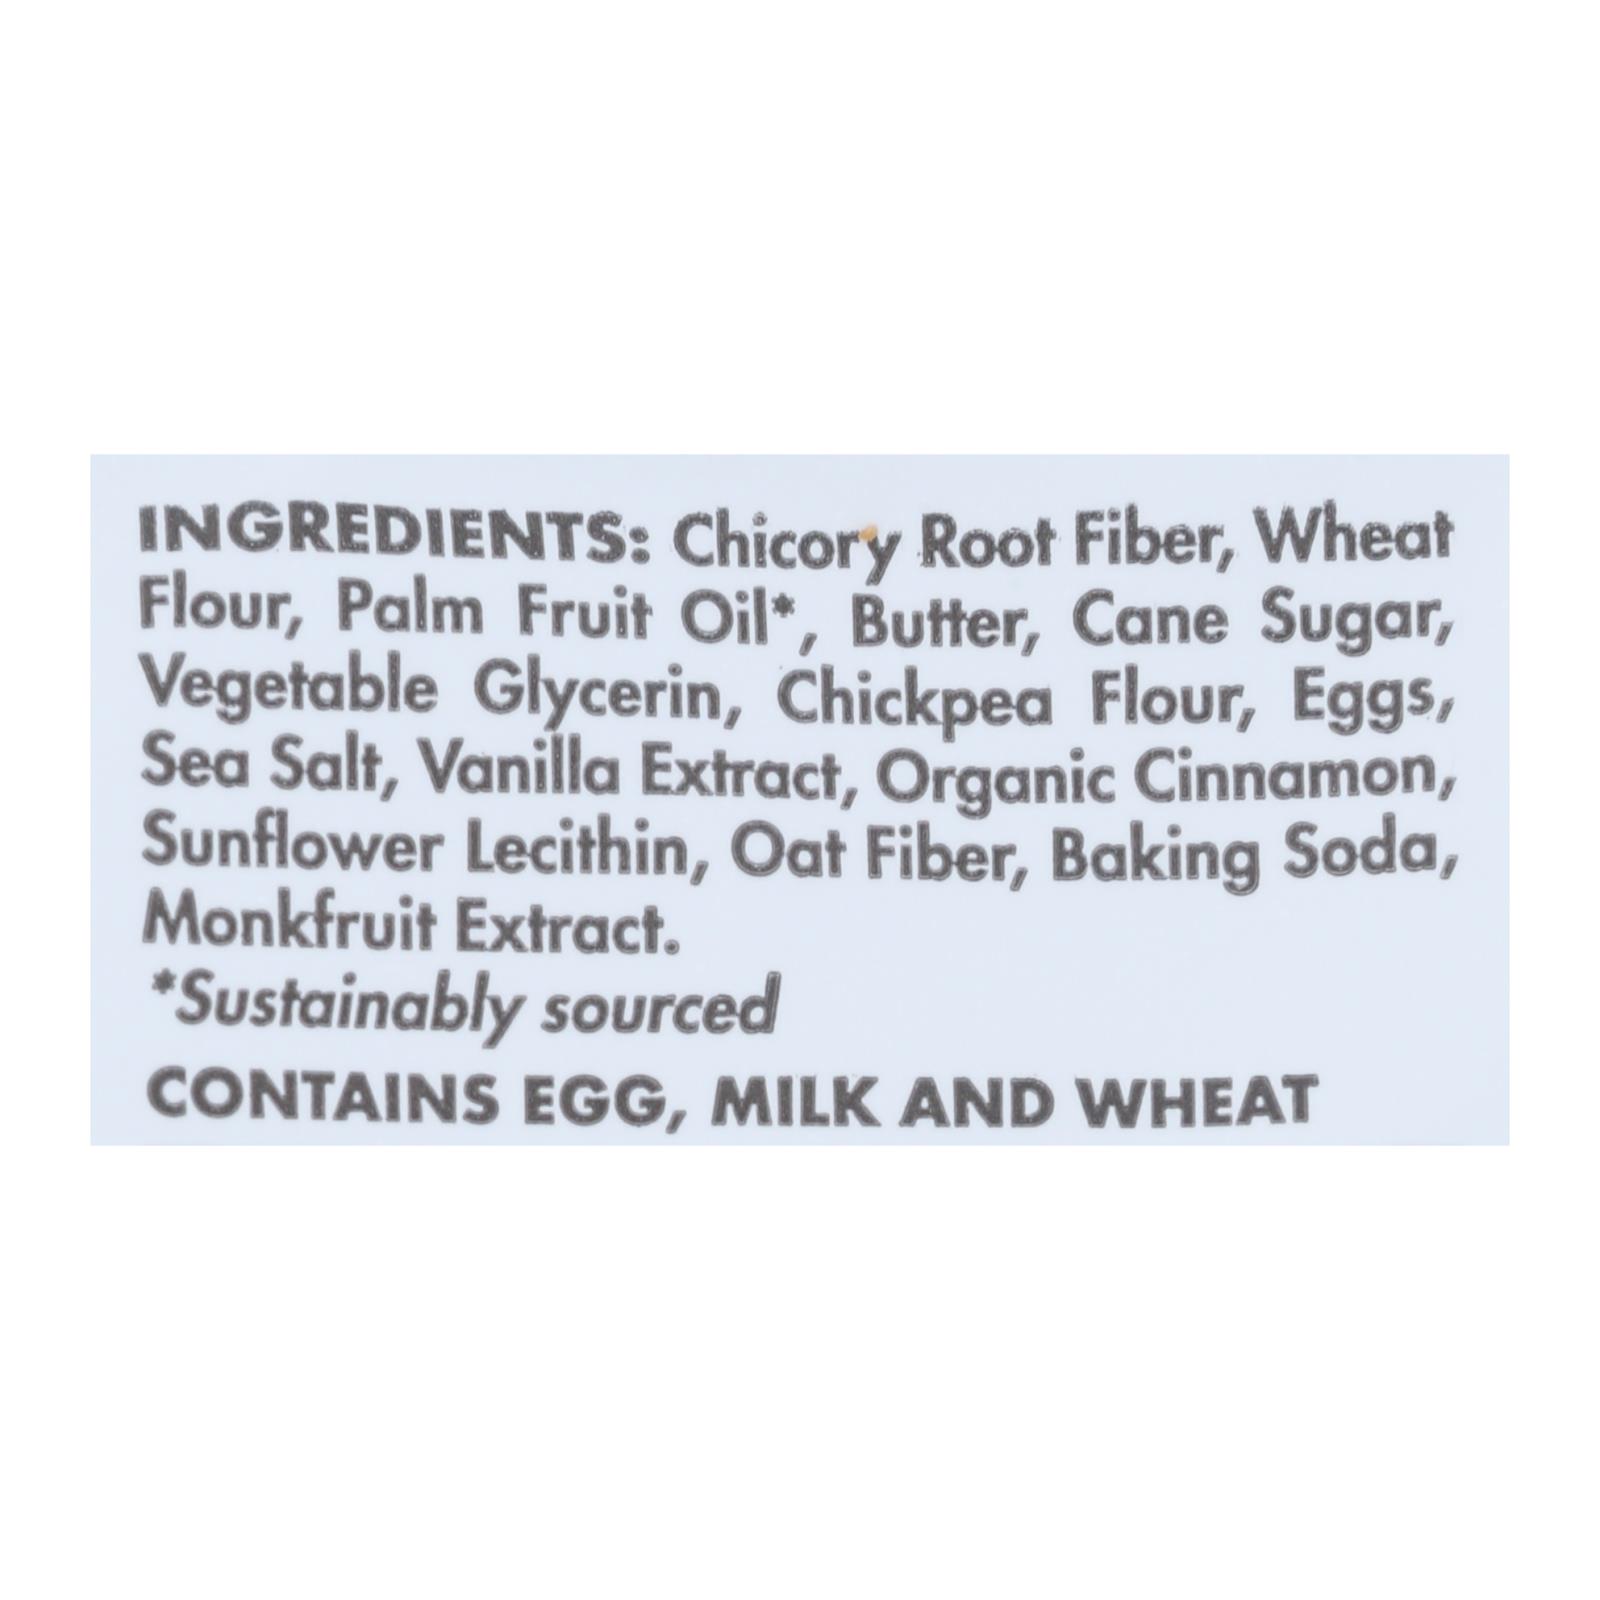 INGREDIENTS: Chicory Root Fiber, Wheat
Flour, Palm Fruit Oil*, Butter, Cane Sugar,
Vegetable Glycerin, Chickpea Flour, Eggs,
Sea Salt, Vanilla Extract, Organic Cinnamon,
Sunflower Lecithin, Oat Fiber, Baking Soda,
Monkfruit Extract.
*Sustainably sourced
CONTAINS EGG, MILK AND WHEAT